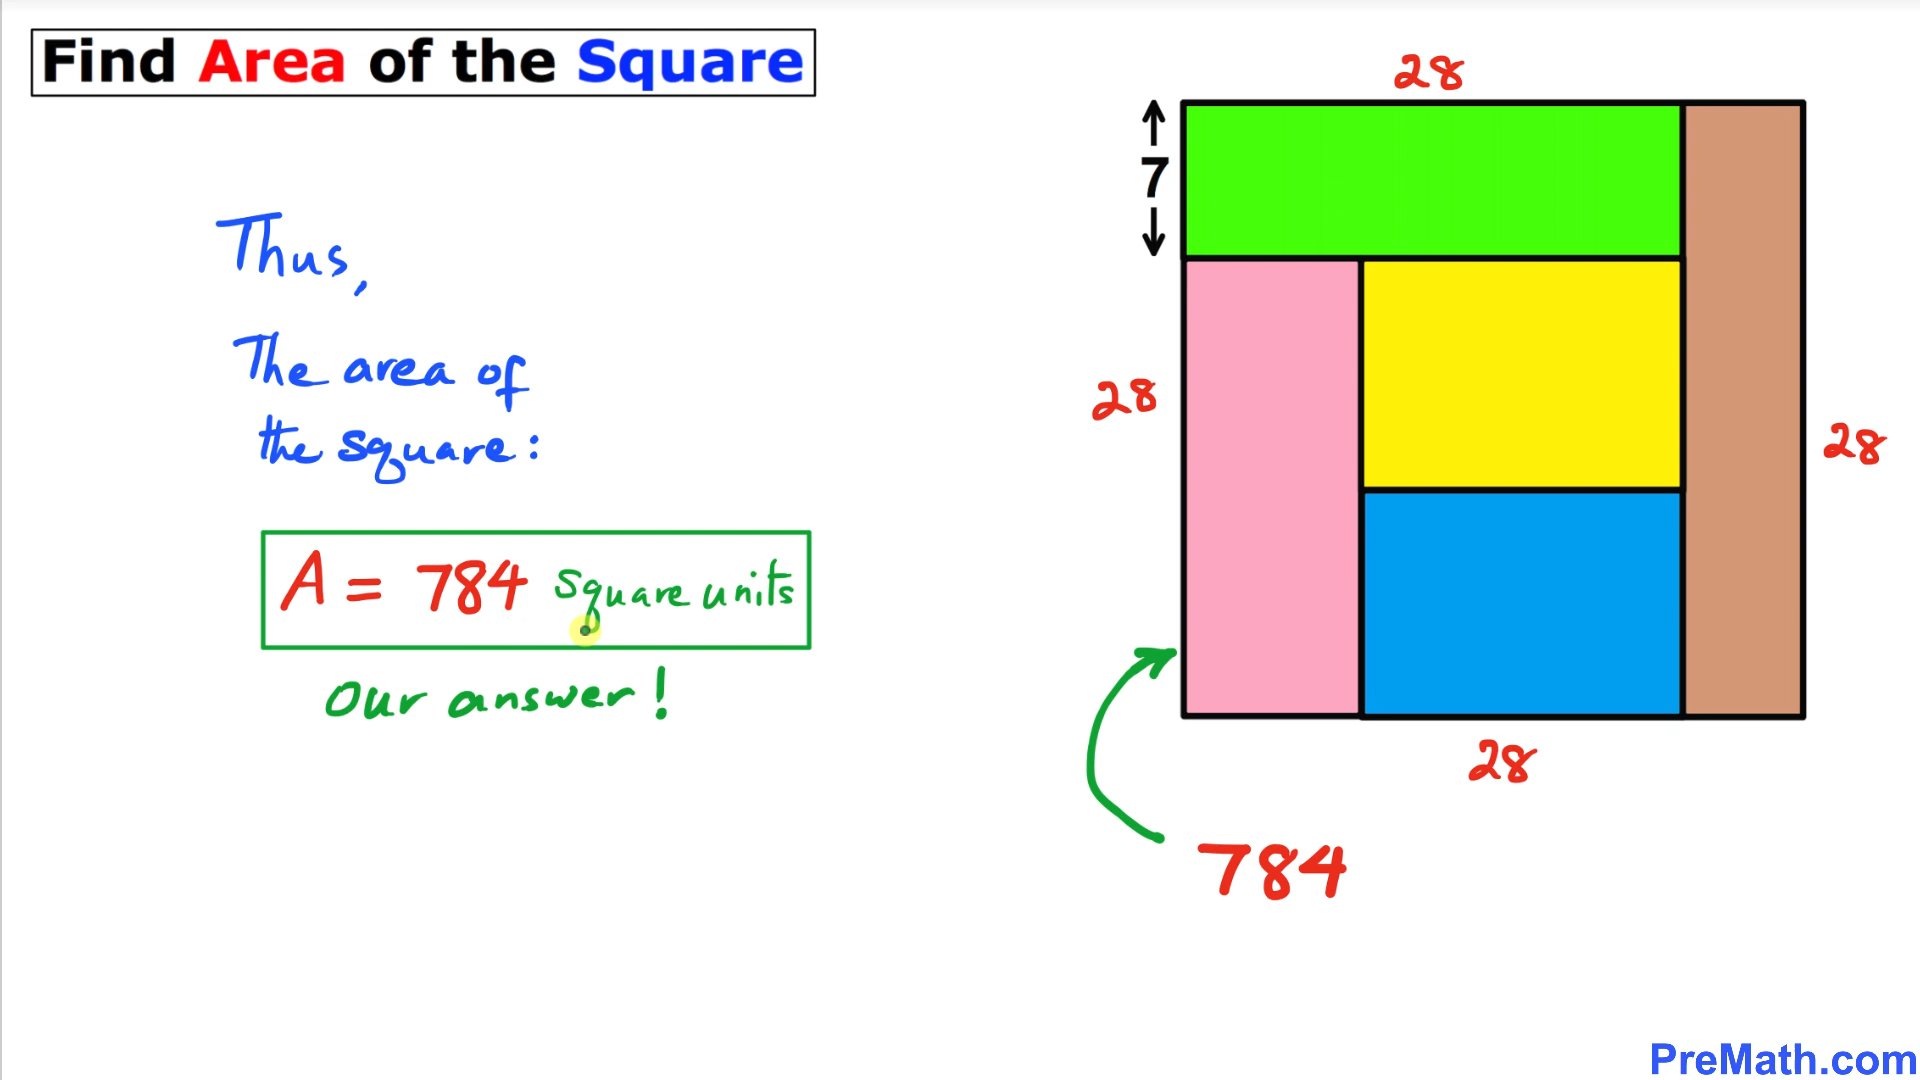 Find Area of the Square
28
7
Thus,
The area of
the square:
28
28
A = 784 square units
Our answer!
28
784
PreMath.com